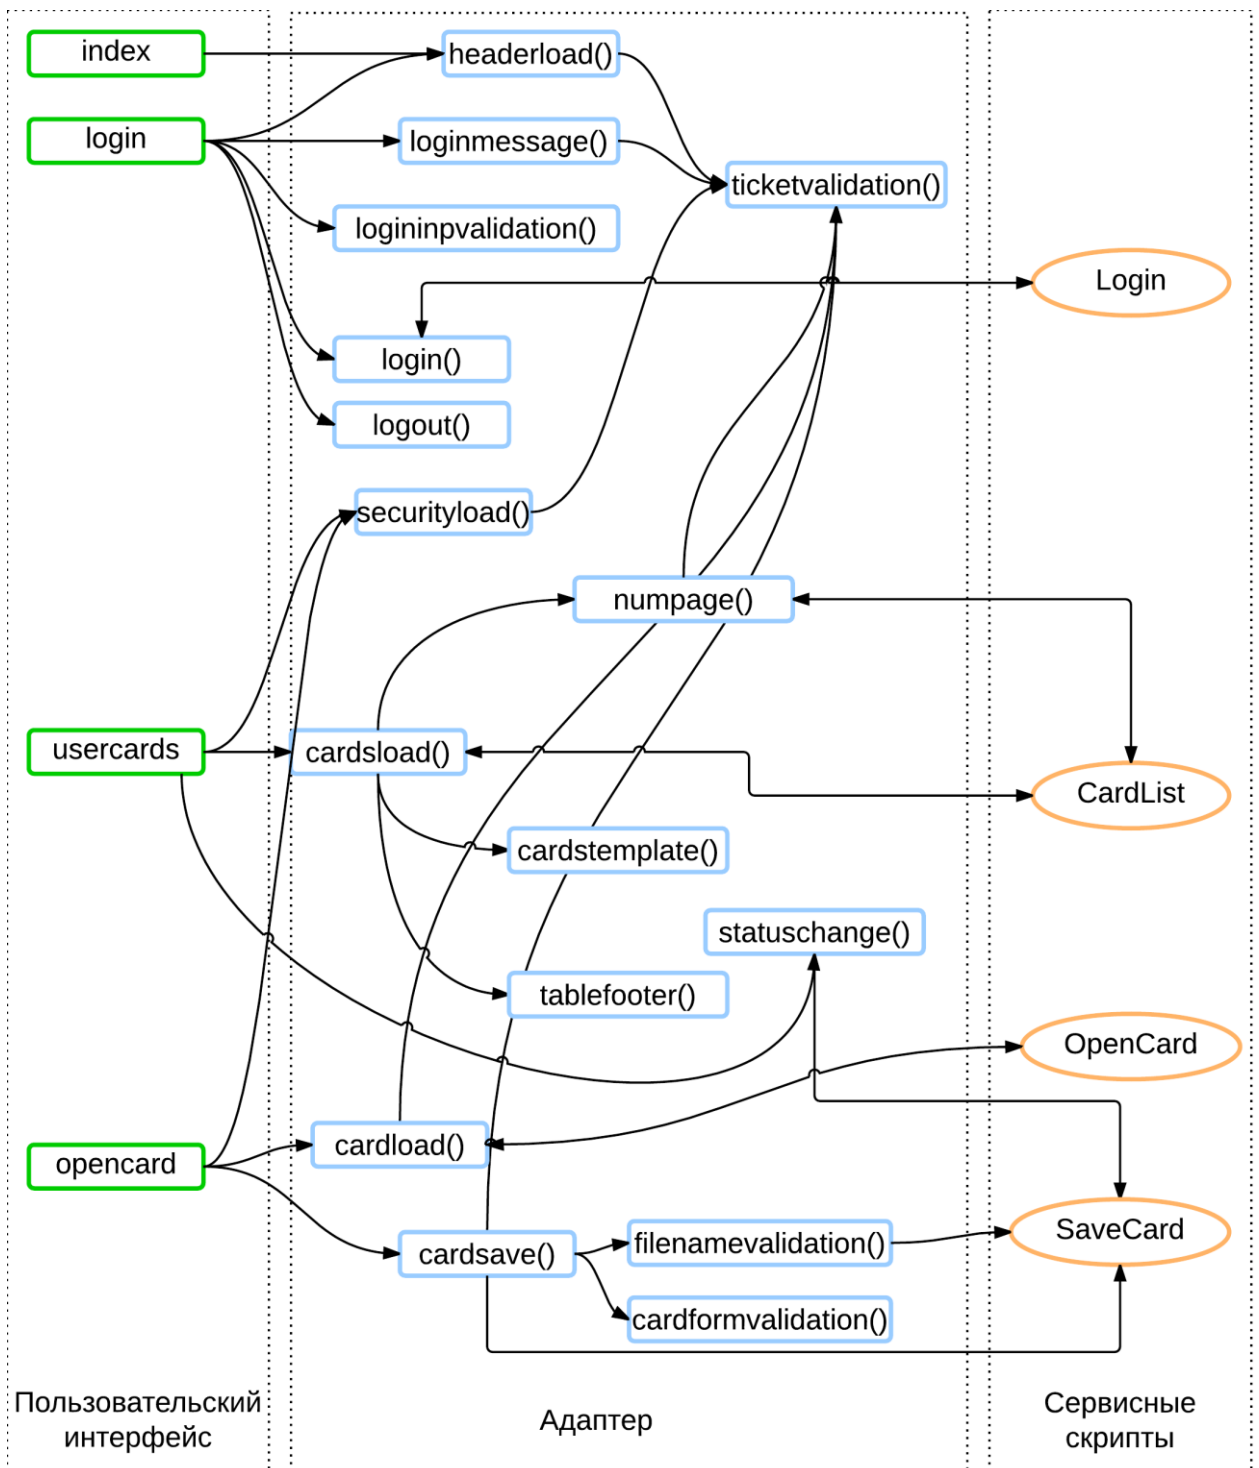 index
headerload()
login
loginmessage()
ticketvalidation()
logininpvalidation()
Login
login()
logout()
securityload()
numpage()
usercards
cardsload()
CardList
cardstemplate()
statuschange()
tablefooter()
OpenCard
cardload()
opencard
SaveCard
cardsave()
filenamevalidation()
cardformvalidation()
Пользовательский
интерфейс
Адаптер
Сервисные
скрипты